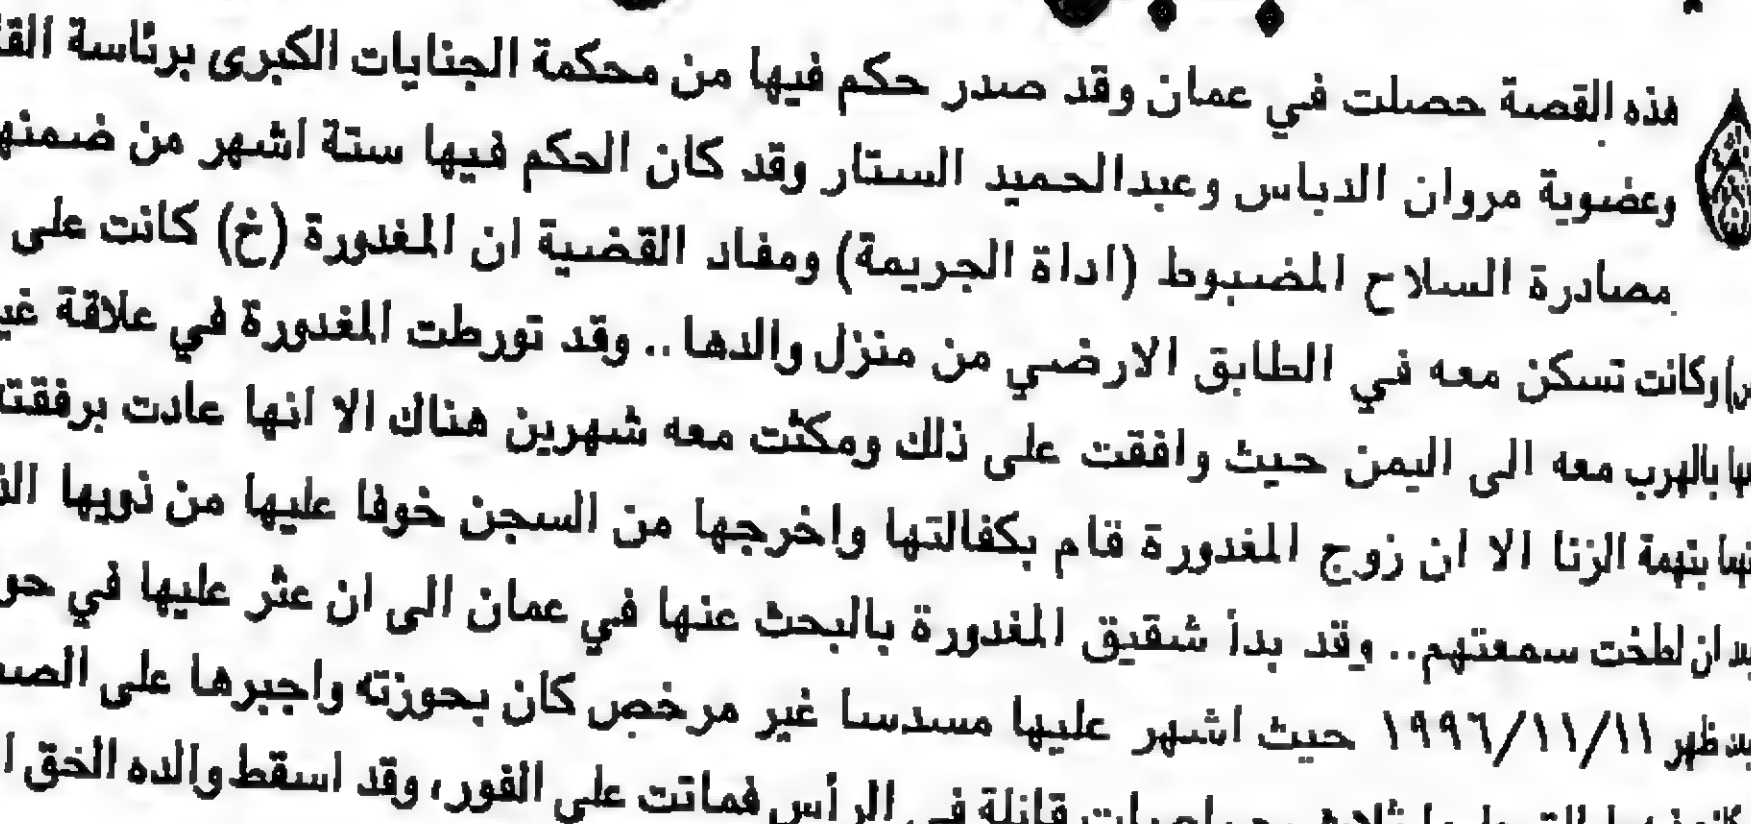 هذه القصة حصلت في عمان وقد صدر حكم فيها من محكمة الجنايات الكبرى برئاسة
وعضوية مروان الدباس وعبدالحميد الستار وقد كان الحكم فيها ستة اشهر من ضمنها
مصادرة السلاح المضبوط (اداة الجريمة) ومفاد القضية ان المغدورة (خ) كانت على
وكانت تسكن معه في الطابق الارضي من منزل والدها .. وقد تورطت المغدورة في علاقة
بالهرب معه الى اليمن حيث وافقت على ذلك ومكثت معه شهرين هناك الا انها عادت برفقته
بتهمة الزنا الا ان زوج المغدورة قام بكفالتها واخرجها من السجن خوفا عليها من ذويها
ان لطخت سمعتهم.. وقد بدأ شقيق المغدورة بالبحث عنها في عمان الى ان عثر عليها في
ظهر ١٩٩٦/١١/١١ حيث اشهر عليها مسدسا غير مرخص كان بحوزته واجبرها على
قاتلة في الرأس فماتت على الفور، وقد اسقط والده الحق